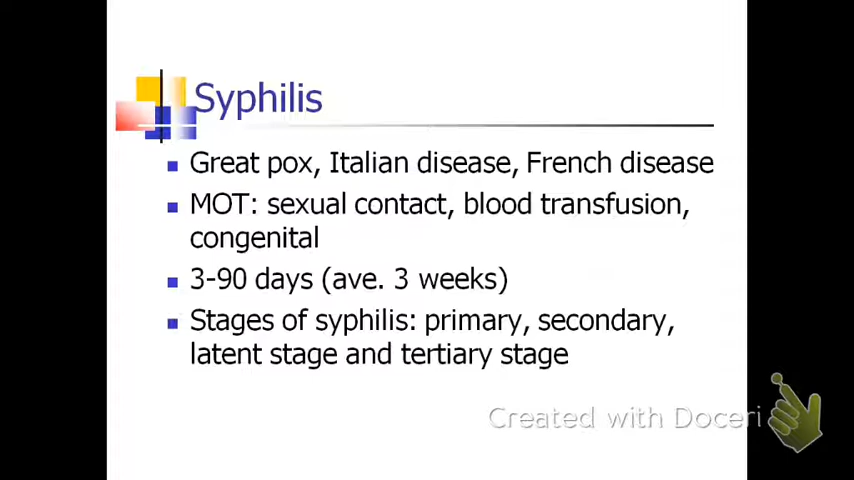 Syphilis
Great pox, Italian disease, French disease
MOT: sexual contact, blood transfusion,
congenital
3-90 days (ave. 3 weeks)
Stages of syphilis: primary, secondary,
latent stage and tertiary stage
Created with Doceri